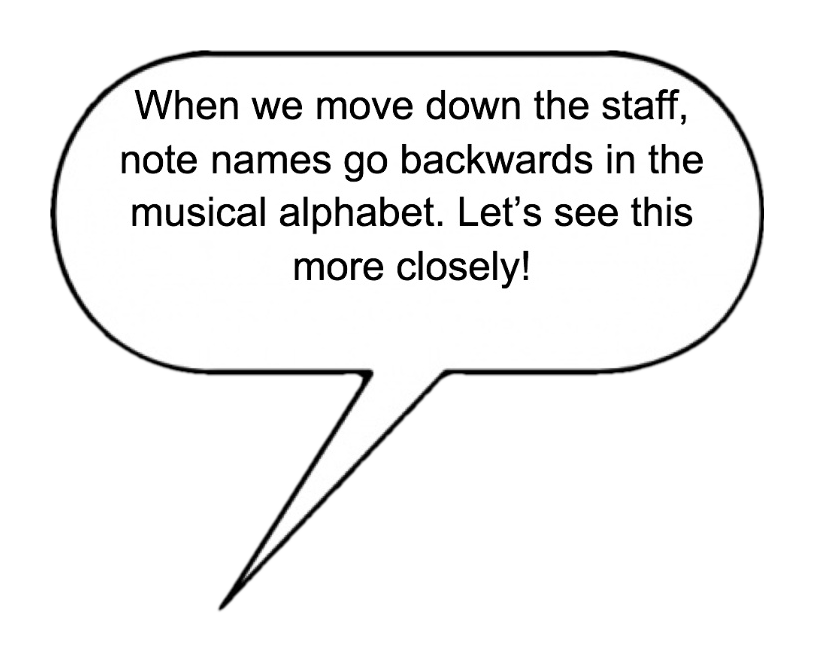 When we move down the staff,
note names go backwards in the
musical alphabet. Let’s see this
more closely!